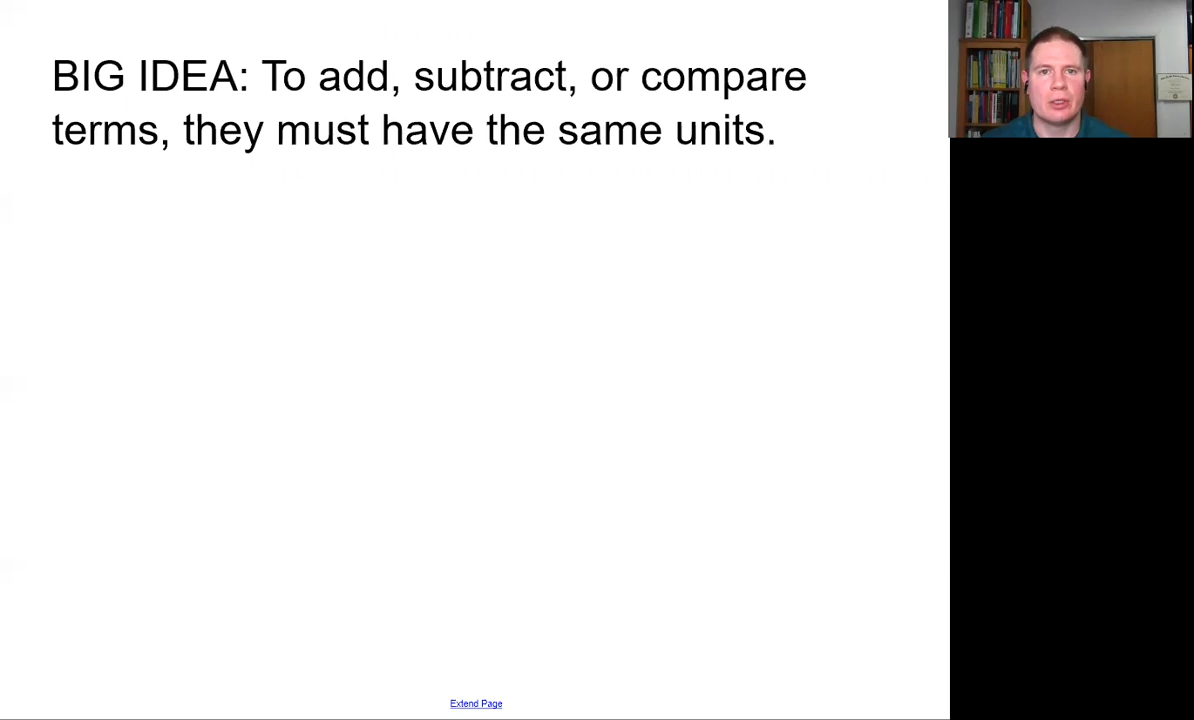 BIG IDEA: To add, subtract, or compare
terms, they must have the same units.
Extend Page